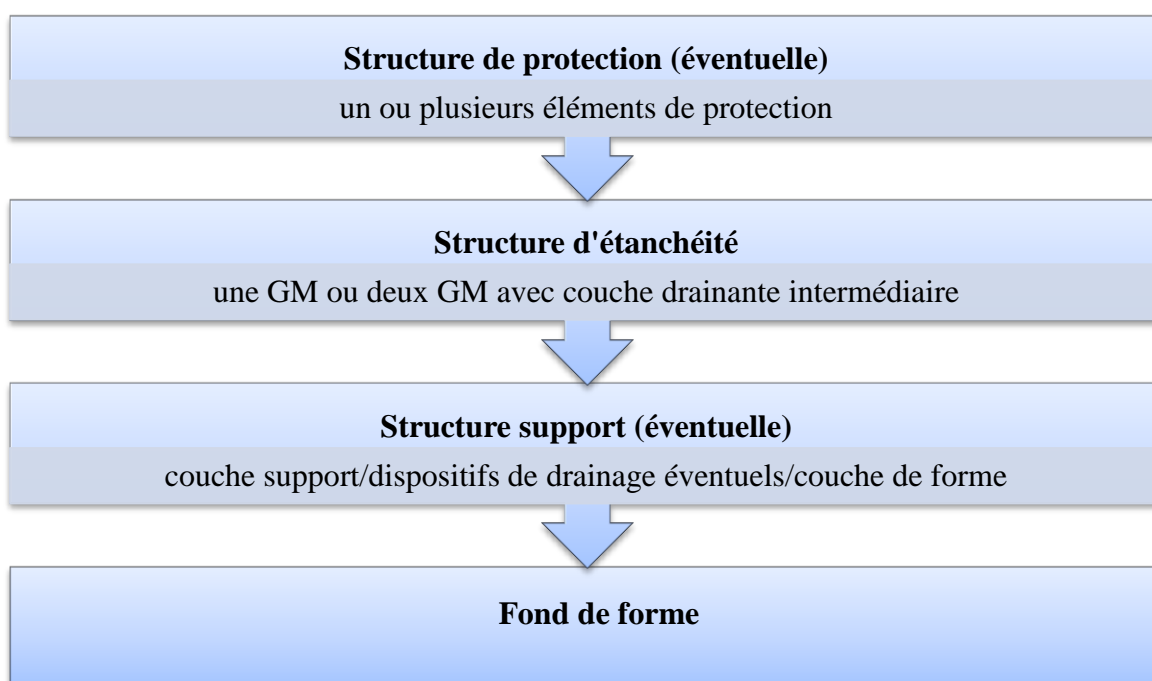 Structure de protection (éventuelle)
un ou plusieurs éléments de protection
Structure d'étanchéité
une GM ou deux GM avec couche drainante intermédiaire
Structure support (éventuelle)
couche support/dispositifs de drainage éventuels/couche de forme
Fond de forme